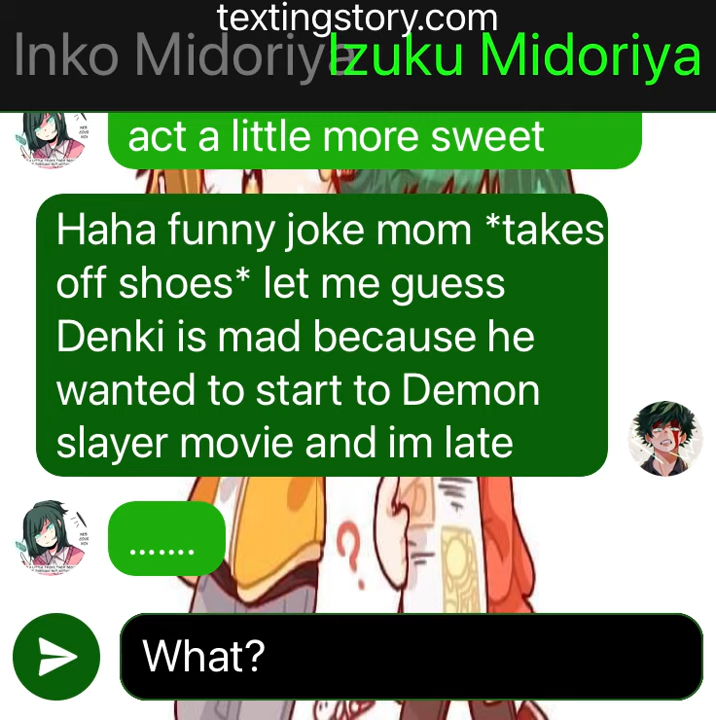 textingstory.com
Inko Midoriya Izuku Midoriya
act a little more sweet
Haha funny joke mom *takes
off shoes* let me guess
Denki is mad because he
wanted to start to Demon
slayer movie and im late
.......
What?